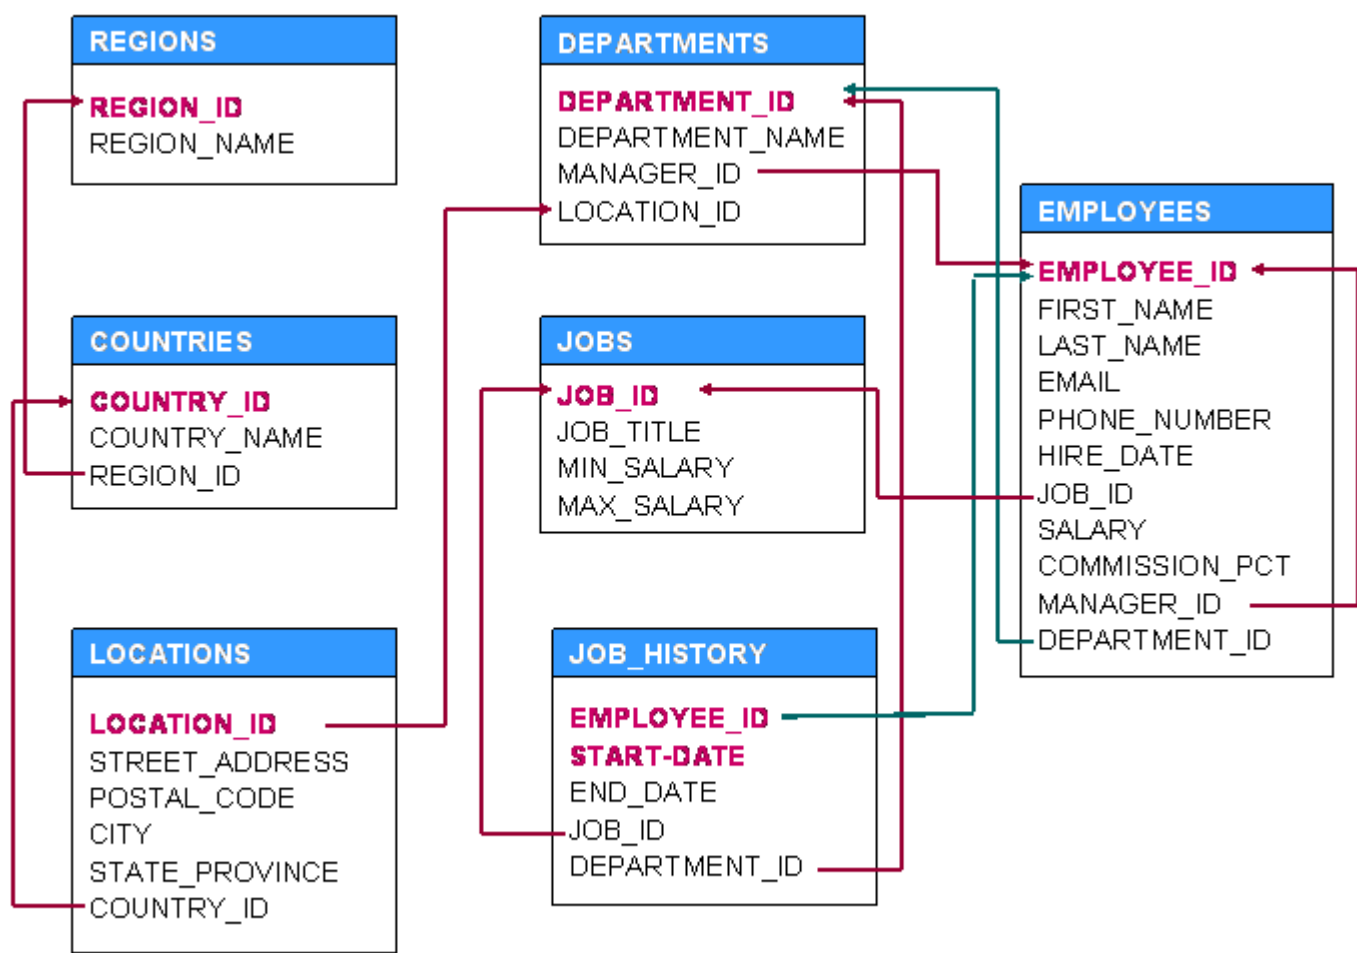 REGIONS
REGION_ID
REGION_NAME
DEPARTMENTS
DEPARTMENT_ID
DEPARTMENT_NAME
MANAGER_ID
LOCATION_ID
EMPLOYEES
EMPLOYEE_ID
FIRST_NAME
LAST_NAME
EMAIL
PHONE_NUMBER
HIRE_DATE
JOB_ID
SALARY
COMMISSION_PCT
MANAGER_ID
DEPARTMENT_ID
COUNTRIES
COUNTRY_ID
COUNTRY_NAME
REGION_ID
JOBS
JOB_ID
JOB_TITLE
MIN_SALARY
MAX_SALARY
LOCATIONS
LOCATION_ID
STREET_ADDRESS
POSTAL_CODE
CITY
STATE_PROVINCE
COUNTRY_ID
JOB_HISTORY
EMPLOYEE_ID
START-DATE
END_DATE
JOB_ID
DEPARTMENT_ID